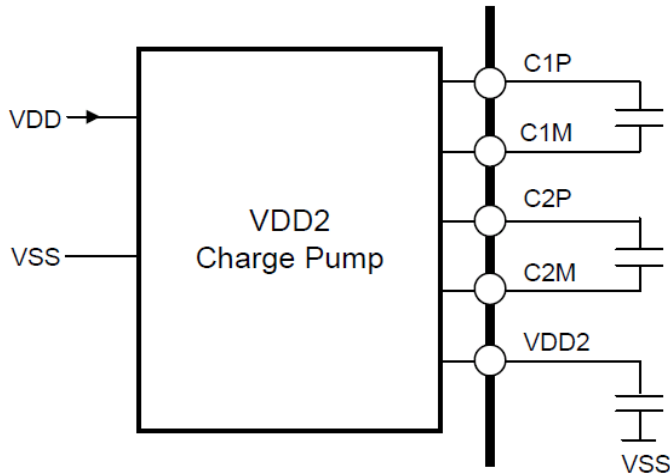 C1P
VDD
C1M
C2P
VDD2
Charge Pump
VSS
C2M
VDD2
VSS